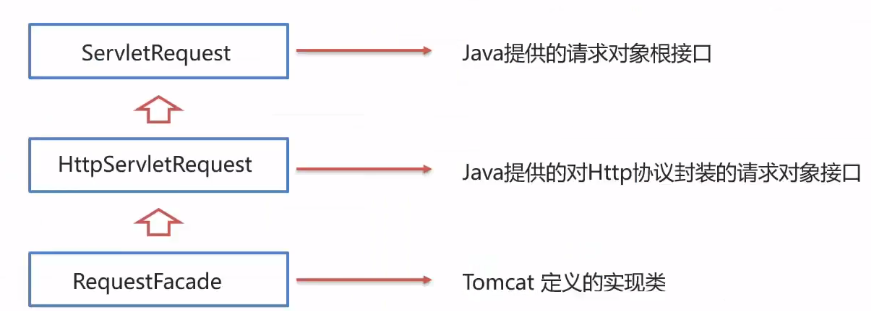 ServletRequest Java提供的请求对象根接口
HttpServletRequest Java提供的对Http协议封装的请求对象接口
RequestFacade Tomcat 定义的实现类